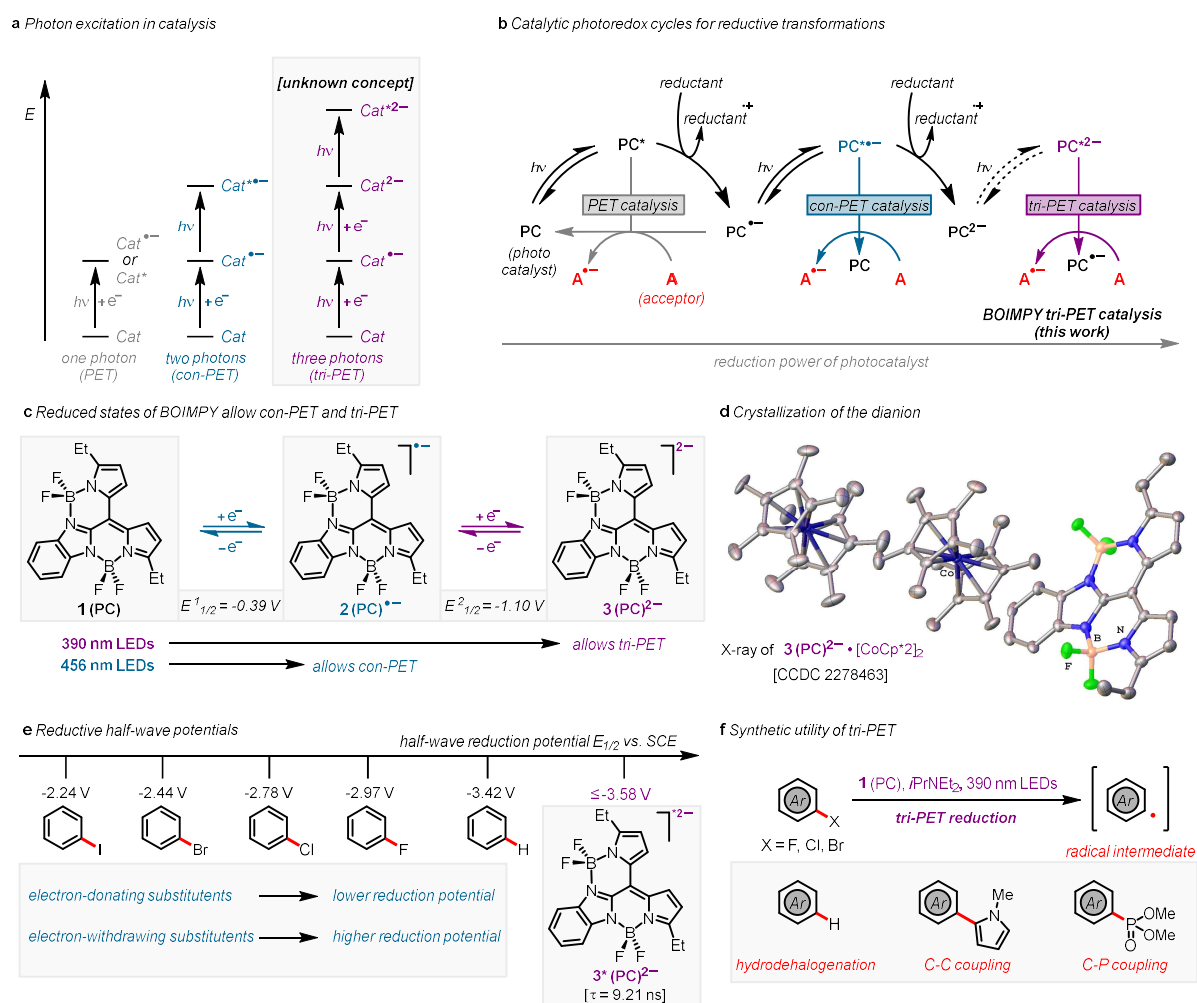 a Photon excitation in catalysis
E
one photon
(PET)
Cat•−
or
Cat*
hν
+e−
Cat
two photons
(con-PET)
Cat*•−
hν
Cat•−
hν
+e−
Cat
[unknown concept]
Cat*2−
hν
Cat2−
hν
+e−
Cat•−
hν
+e−
Cat
three photons
(tri-PET)
b Catalytic photoredox cycles for reductive transformations
reductant
reductant•+
reductant
reductant•+
PC*
PC*•−
PC*2−
hν
hν
hν
PET catalysis
con-PET catalysis
tri-PET catalysis
PC
(photo
catalyst)
PC•−
PC2−
PC
PC•−
A•−
A
(acceptor)
A•−
A
A•−
A
BOIMPY tri-PET catalysis
(this work)
reduction power of photocatalyst
c Reduced states of BOIMPY allow con-PET and tri-PET
Et
F
F
B
N
N
N
N
B
F
F
Et
1 (PC)
+e−
−e−
E11/2 = -0.39 V
•−
Et
F
F
B
N
N
N
N
B
F
F
Et
2 (PC)•−
+e−
−e−
E21/2 = -1.10 V
2−
Et
F
F
B
N
N
N
N
B
F
F
Et
3 (PC)2−
390 nm LEDs
allows tri-PET
456 nm LEDs
allows con-PET
d Crystallization of the dianion
Co
N
B
F
X-ray of 3 (PC)2− • [CoCp*2]2
[CCDC 2278463]
e Reductive half-wave potentials
half-wave reduction potential E1/2 vs. SCE
-2.24 V
-2.44 V
-2.78 V
-2.97 V
-3.42 V
≤-3.58 V
I
Br
Cl
F
H
*2−
Et
F
F
B
N
N
N
N
B
F
F
Et
3* (PC)2−
[τ = 9.21 ns]
electron-donating substitutents
lower reduction potential
electron-withdrawing substitutents
higher reduction potential
f Synthetic utility of tri-PET
Ar
X
X = F, Cl, Br
1 (PC), iPrNEt2, 390 nm LEDs
tri-PET reduction
Ar
•
radical intermediate
Ar
H
hydrodehalogenation
Ar
Me
N
C-C coupling
Ar
P
O
OMe
OMe
C-P coupling